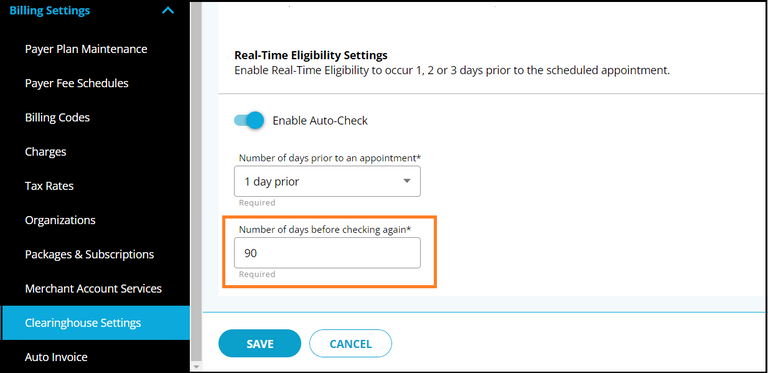 Billing Settings
Payer Plan Maintenance
Payer Fee Schedules
Billing Codes
Charges
Tax Rates
Organizations
Packages & Subscriptions
Merchant Account Services
Clearinghouse Settings
Auto Invoice
Real-Time Eligibility Settings
Enable Real-Time Eligibility to occur 1, 2 or 3 days prior to the scheduled appointment.
Enable Auto-Check
Number of days prior to an appointment*
1 day prior
Required
Number of days before checking again*
90
Required
SAVE
CANCEL